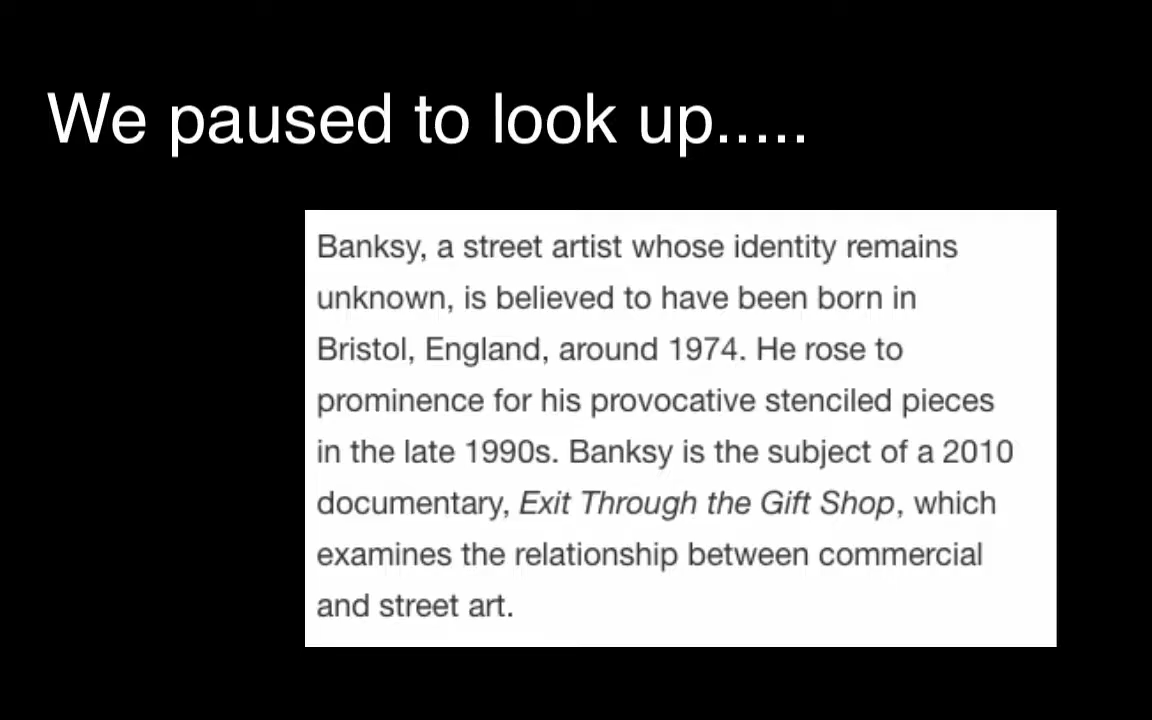 We paused to look up.....
Banksy, a street artist whose identity remains
unknown, is believed to have been born in
Bristol, England, around 1974. He rose to
prominence for his provocative stenciled pieces
in the late 1990s. Banksy is the subject of a 2010
documentary, Exit Through the Gift Shop, which
examines the relationship between commercial
and street art.